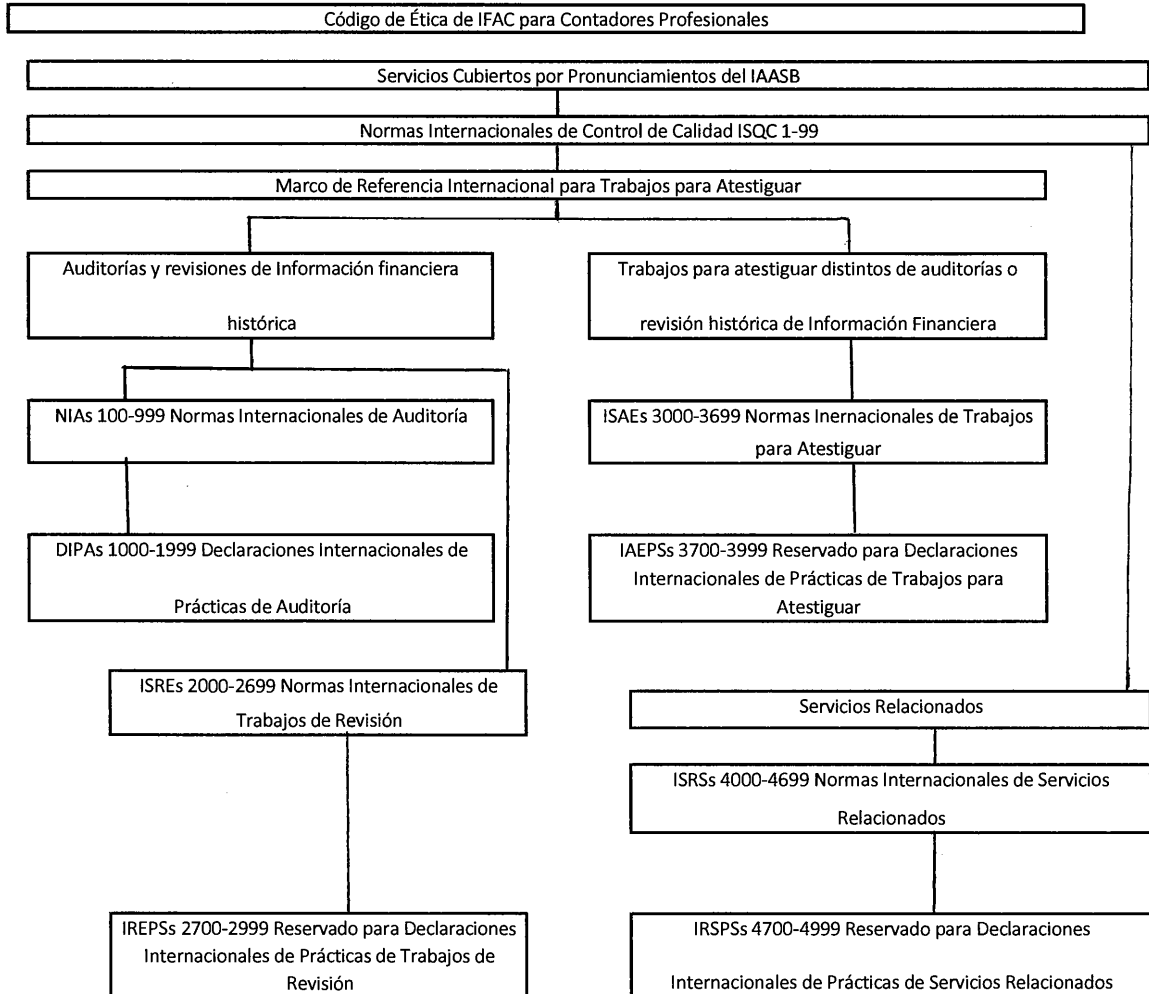 Código de Ética de IFAC para Contadores Profesionales
Servicios Cubiertos por Pronunciamientos del IAASB
Normas Internacionales de Control de Calidad ISQC 1-99
Marco de Referencia Internacional para Trabajos para Atestiguar
Auditorías y revisiones de Información financiera
histórica
Trabajos para atestiguar distintos de auditorías o
revisión histórica de Información Financiera
NIAs 100-999 Normas Internacionales de Auditoría
ISAEs 3000-3699 Normas Inernacionales de Trabajos
para Atestiguar
DIPAs 1000-1999 Declaraciones Internacionales de
Prácticas de Auditoría
IAEPSs 3700-3999 Reservado para Declaraciones
Internacionales de Prácticas de Trabajos para
Atestiguar
ISREs 2000-2699 Normas Internacionales de
Trabajos de Revisión
Servicios Relacionados
ISRSs 4000-4699 Normas Internacionales de Servicios
Relacionados
IREPSs 2700-2999 Reservado para Declaraciones
Internacionales de Prácticas de Trabajos de
Revisión
IRSPSs 4700-4999 Reservado para Declaraciones
Internacionales de Prácticas de Servicios Relacionados